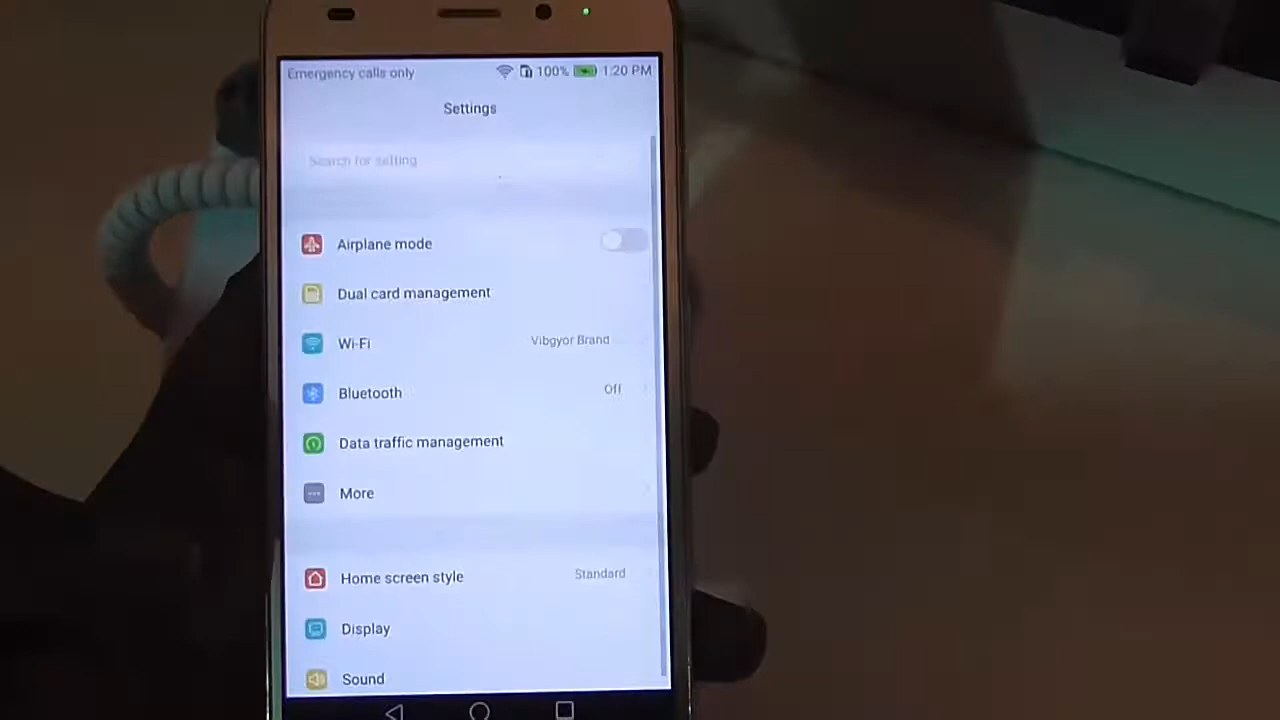 Emergency calls only 100% 1:20 PM
Settings
Search for setting
Airplane mode
Dual card management
Wi-Fi Vibgyor Brand
Bluetooth Off
Data traffic management
More
Home screen style Standard
Display
Sound